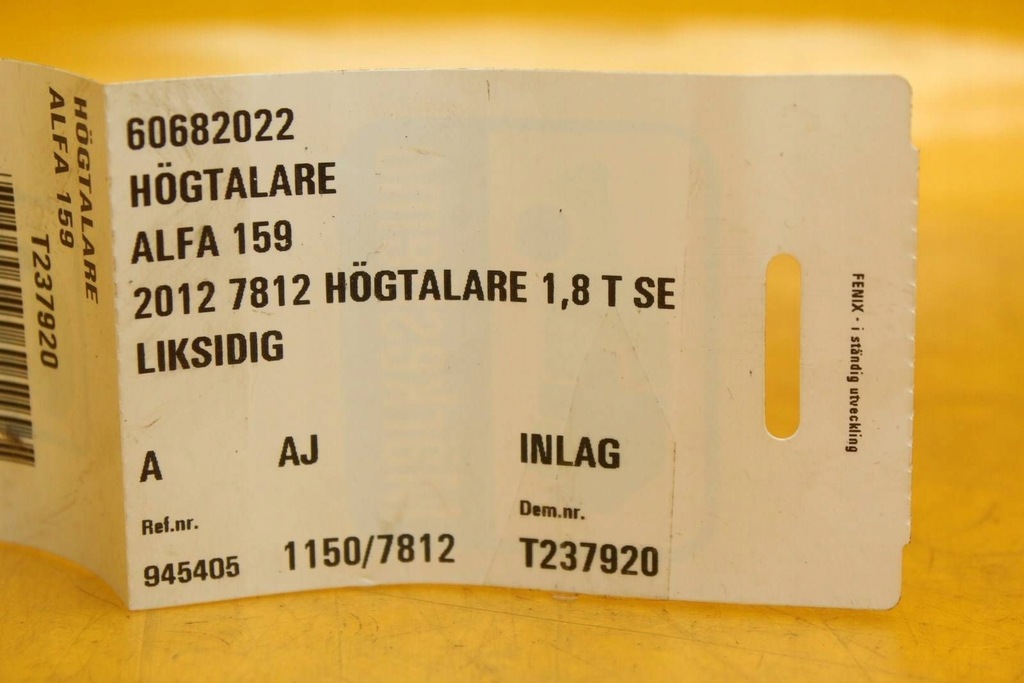 60682022
HÖGTALARE
ALFA 159
2012 7812 HÖGTALARE 1,8 T SE
LIKSIDIG
A AJ INLAG
Ref.nr. Dem.nr.
945405 1150/7812 T237920
FENIX - i ständig utveckling
HÖGTALARE
ALFA 159
T237920